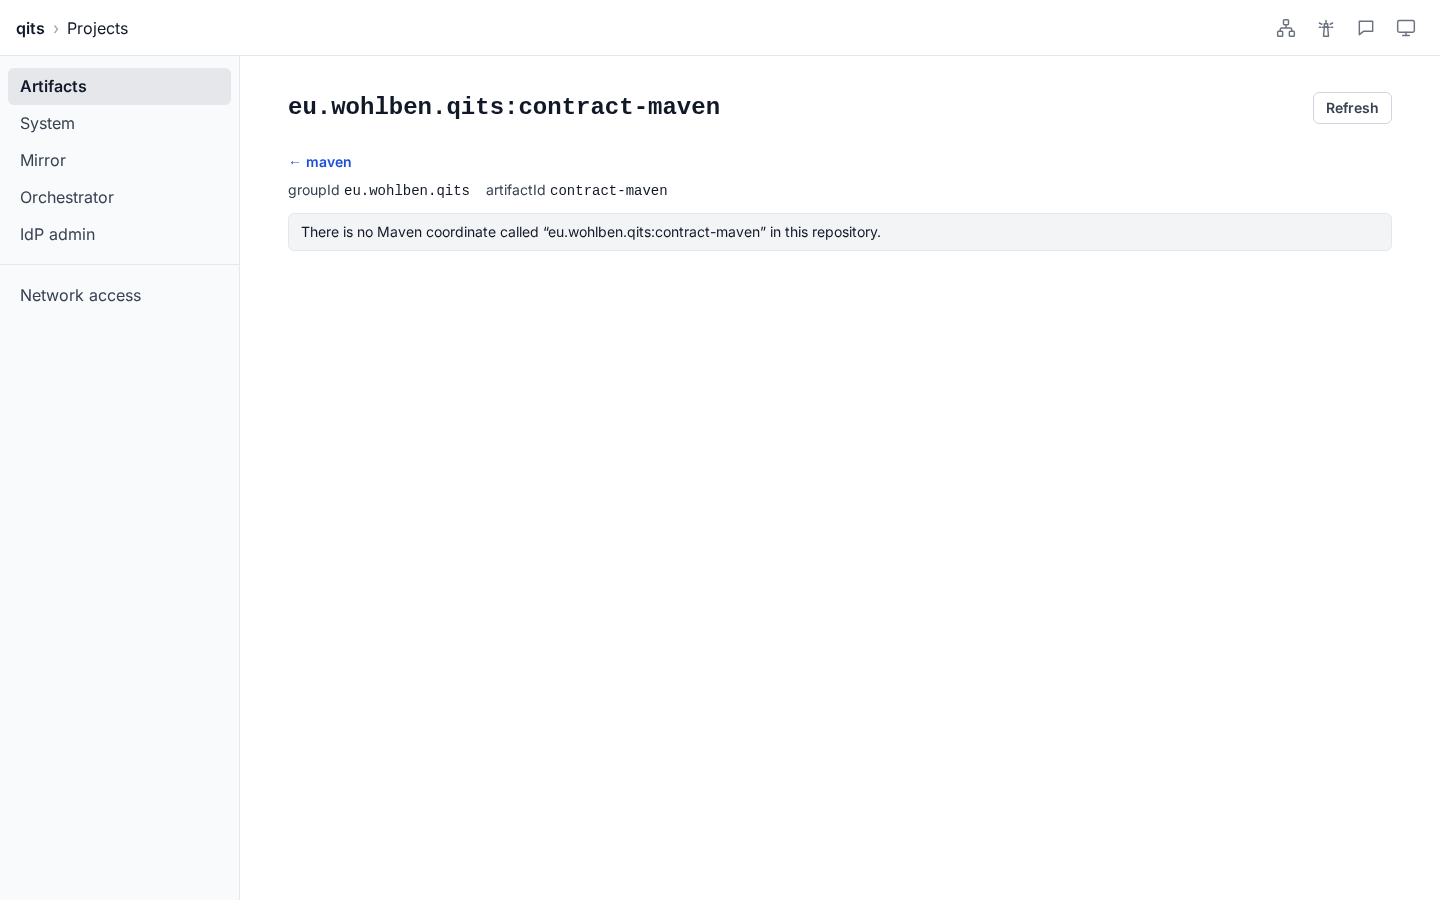 qits › Projects
Artifacts
System
Mirror
Orchestrator
IdP admin
Network access
eu.wohlben.qits:contract-maven
Refresh
← maven
groupId eu.wohlben.qits artifactId contract-maven
There is no Maven coordinate called “eu.wohlben.qits:contract-maven” in this repository.